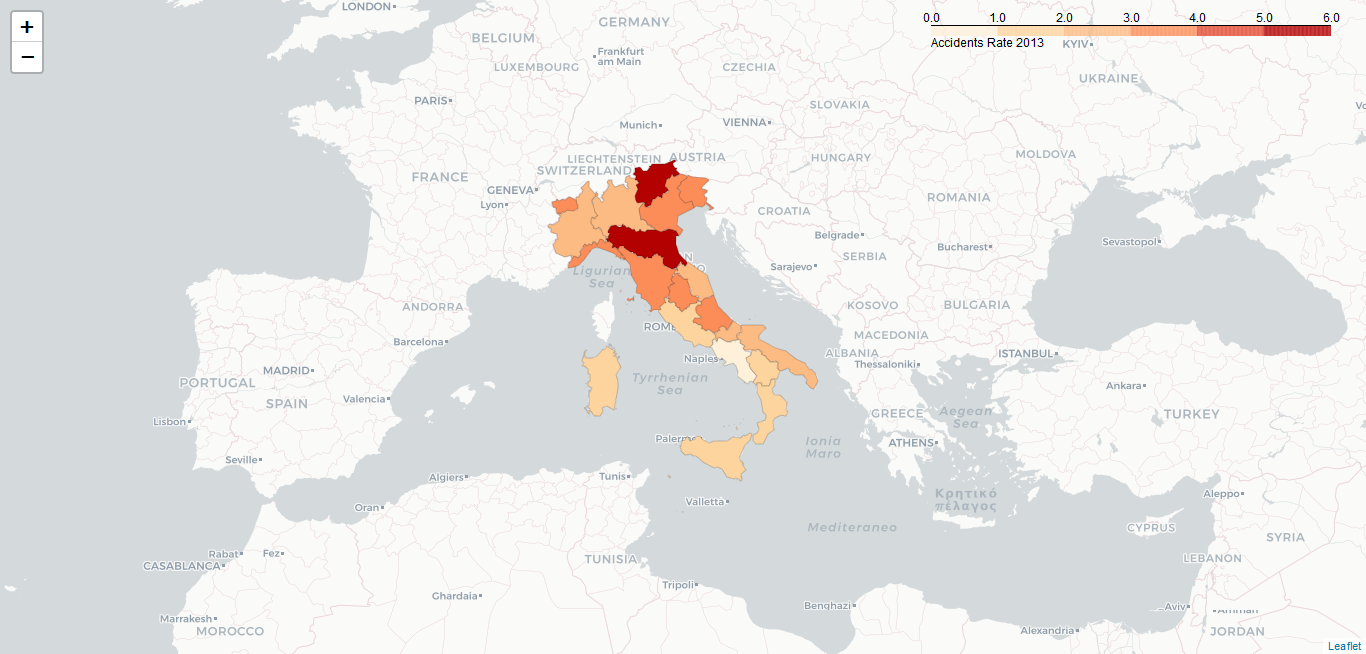 +
−
0.0 1.0 2.0 3.0 4.0 5.0 6.0
Accidents Rate 2013
LONDON
GERMANY
BELGIUM
KYIV
Frankfurt
am Main
LUXEMBOURG
CZECHIA
UKRAINE
PARIS
SLOVAKIA
Munich
VIENNA
LIECHTENSTEIN
AUSTRIA
HUNGARY
MOLDOVA
SWITZERLAND
FRANCE
GENEVA
Lyon
ROMANIA
CROATIA
Belgrade
Bucharest
Sevastopol
SERBIA
Sarajevo
Ligurian
Sea
ANDORRA
KOSOVO
BULGARIA
ROME
MACEDONIA
Barcelona
ALBANIA
ISTANBUL
Naples
Thessaloniki
MADRID
Tyrrhenian
Sea
Ankara
PORTUGAL
SPAIN
Valencia
Lisbon
GREECE
Aegean
Sea
TURKEY
Palermo
Ionia
Maro
ATHENS
Seville
Algiers
Tunis
Κρητικό
πέλαγος
Aleppo
Oran
Valletta
Mediteraneo
CYPRUS
SYRIA
Rabat
Fez
CASABLANCA
TUNISIA
LEBANON
Tripoli
Ghardaia
Benghazi
Aviv
Amman
Marrakesh
MOROCCO
Alexandria
JORDAN
Leaflet